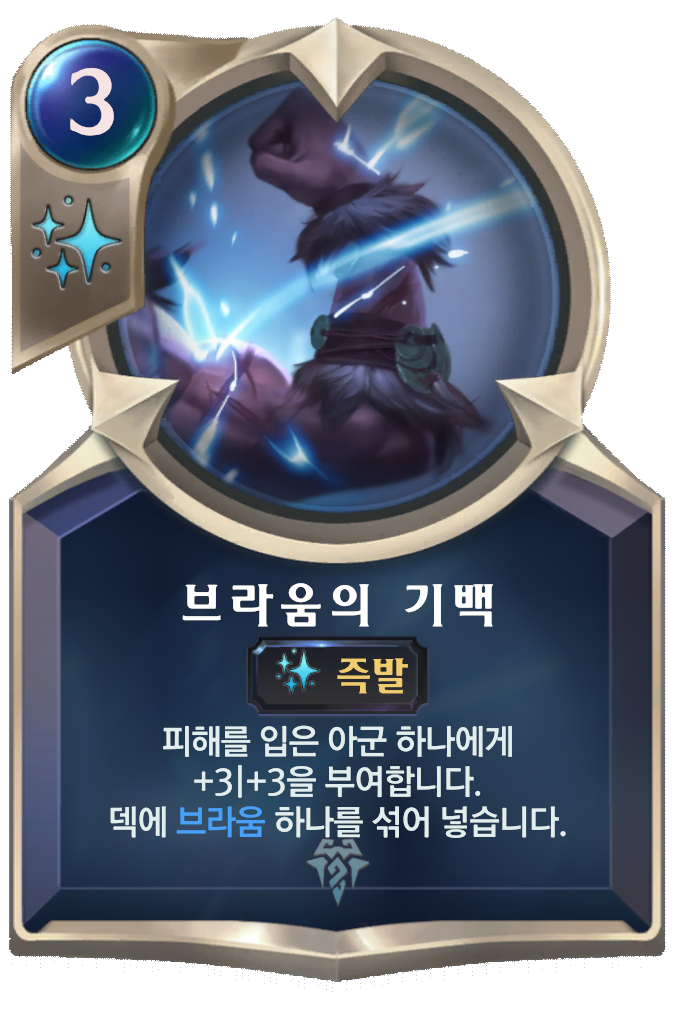 3
브라움의 기백
즉발
피해를 입은 아군 하나에게
+3|+3을 부여합니다.
덱에 브라움 하나를 섞어 넣습니다.